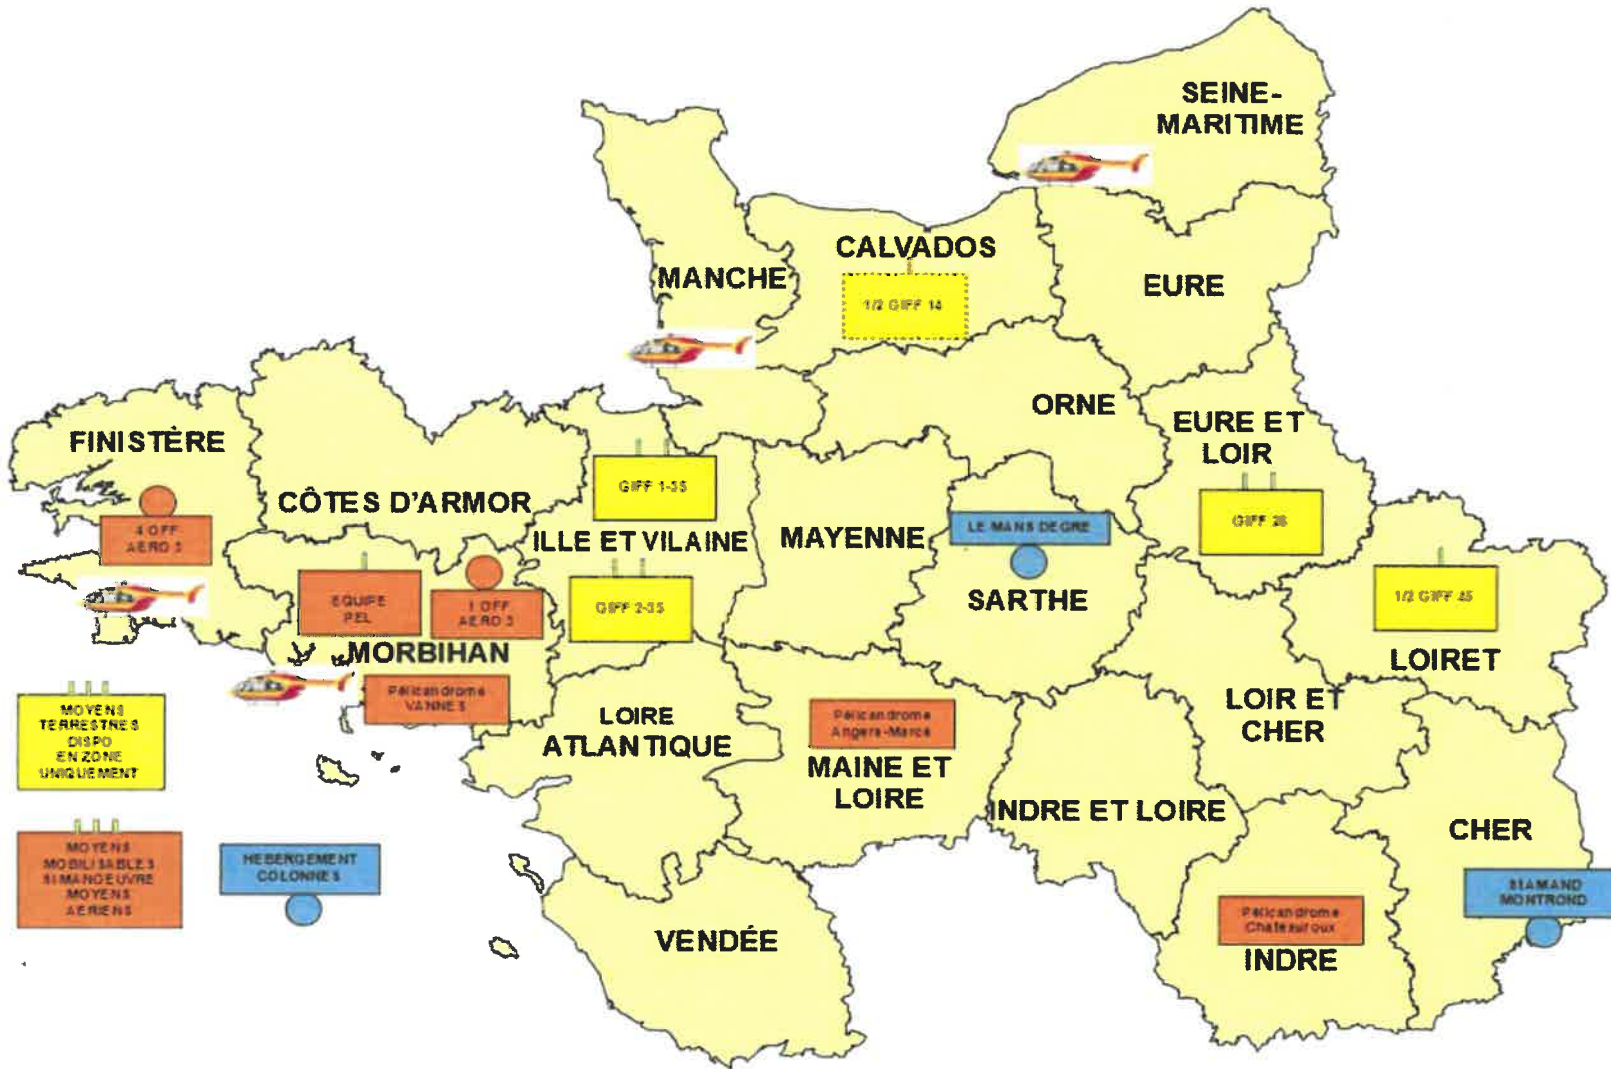 SEINE-
MARITIME
CALVADOS
1/2 GIFF 14
MANCHE
EURE
ORNE
EURE ET
LOIR
GIFF 28
FINISTÈRE
4 OFF
AERO 3
CÔTES D'ARMOR
GIFF 1-35
ILLE ET VILAINE
GIFF 2-35
MAYENNE
LE MANS DEGRE
SARTHE
1/2 GIFF 45
LOIRET
EQUIPE
PEL
1 OFF
AERO 3
MORBIHAN
Pélicandrome
VANNES
LOIRE
ATLANTIQUE
Pélicandrome
Angers-Marcé
MAINE ET
LOIRE
LOIR ET
CHER
INDRE ET LOIRE
CHER
MOYENS
TERRESTRES
DISPO
EN ZONE
UNIQUEMENT
MOYENS
MOBILISABLES
SI MANOEUVRE
MOYENS
AERIENS
HEBERGEMENT
COLONNES
VENDÉE
Pélicandrome
Chateauroux
INDRE
St AMAND
MONTROND